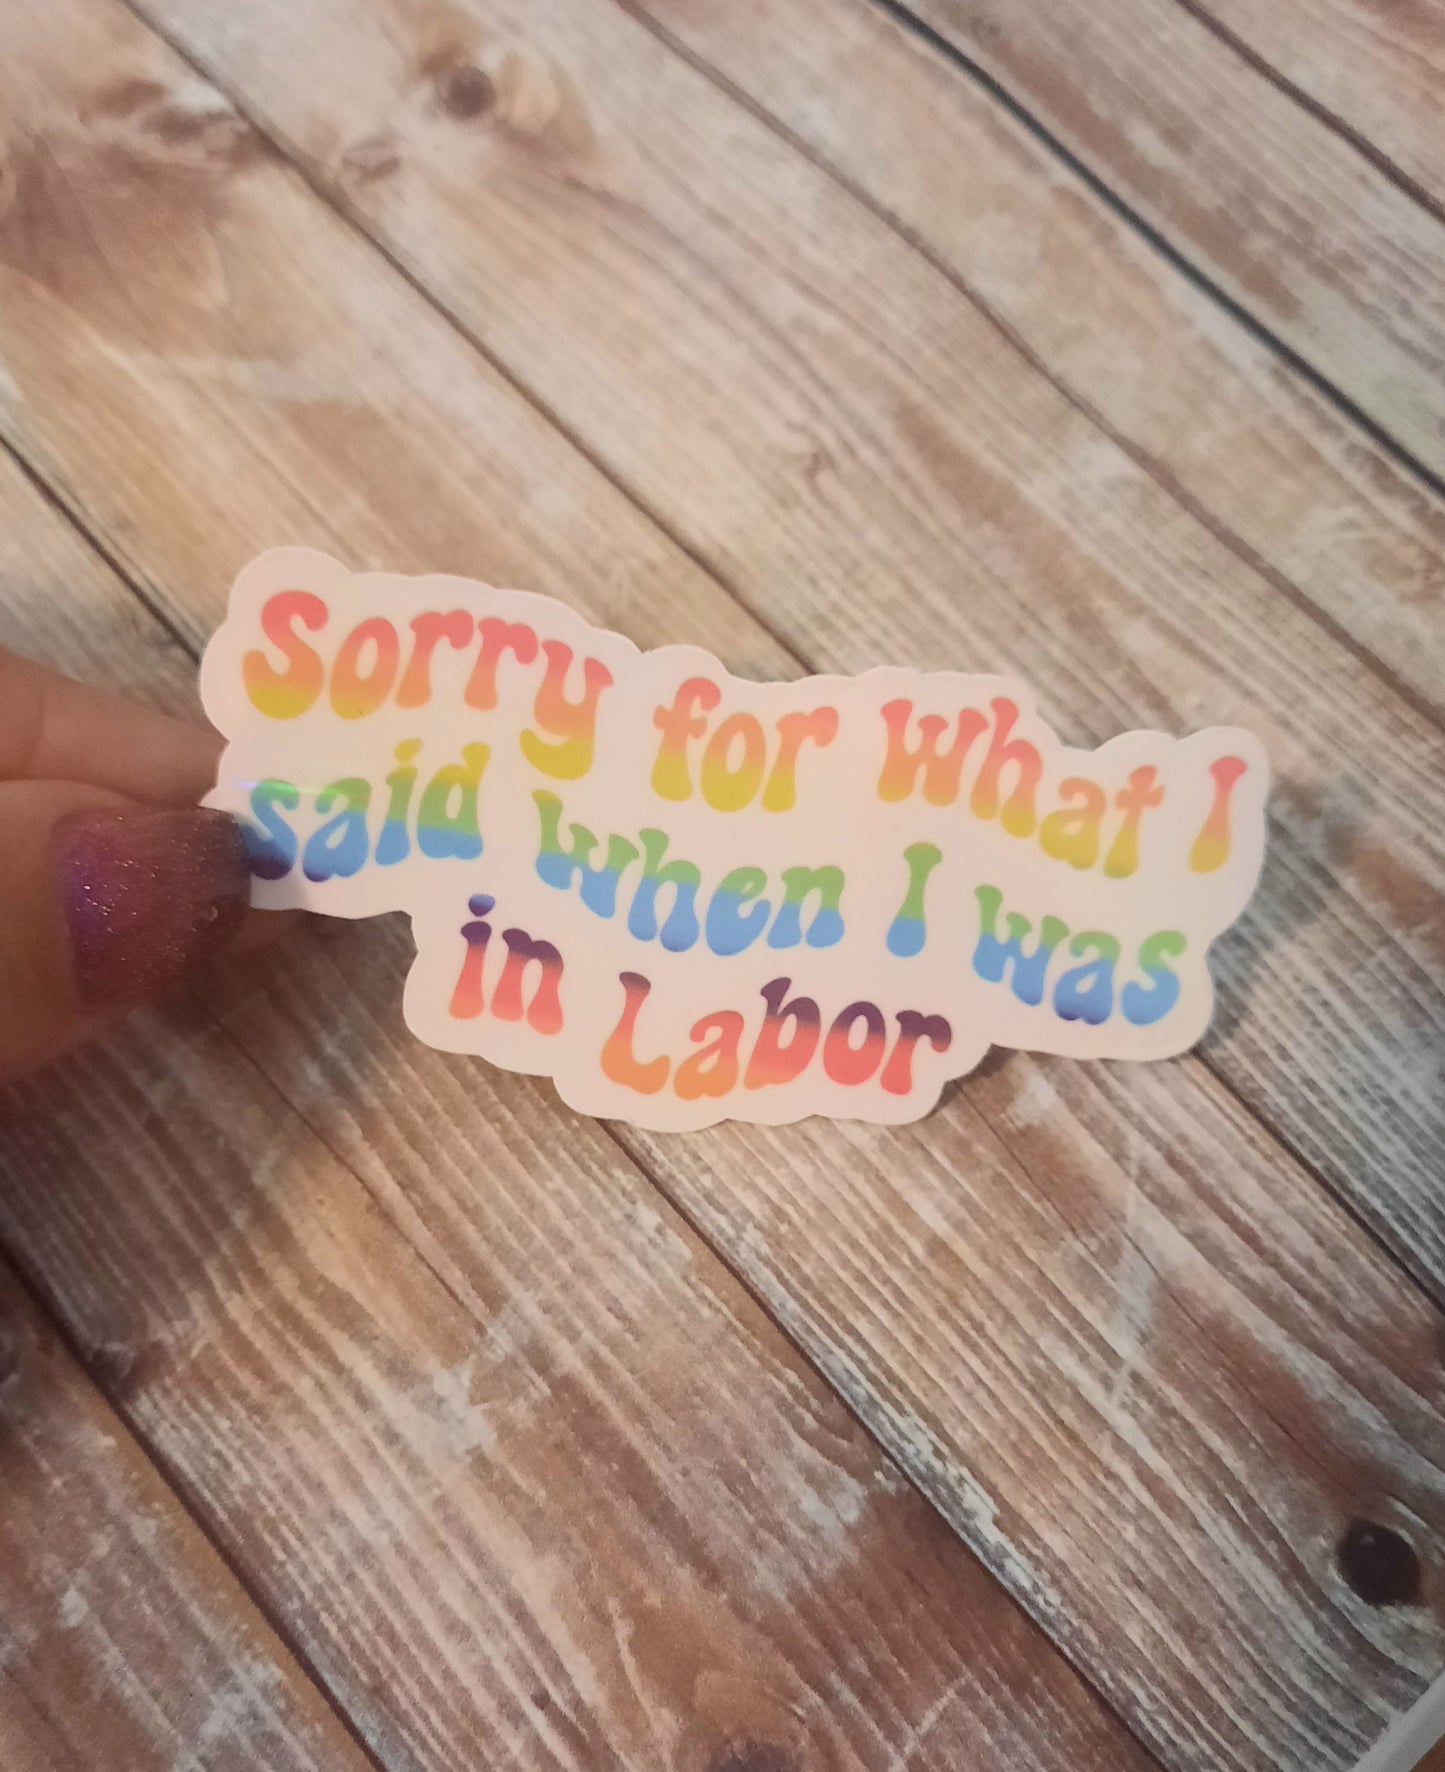 Sorry for what I
said when I was
in Labor